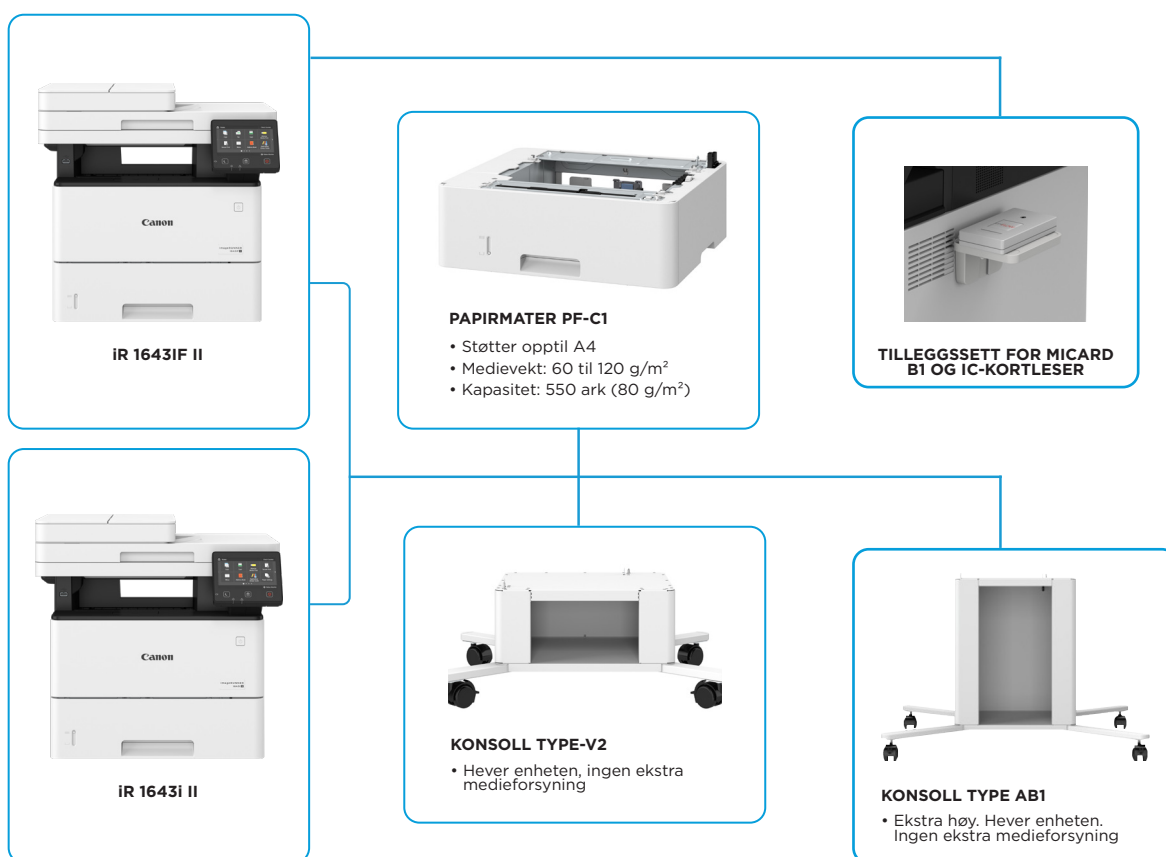 Canon
iR 1643IF II
PAPIRMATER PF-C1
• Støtter opptil A4
• Medievekt: 60 til 120 g/m²
• Kapasitet: 550 ark (80 g/m²)
TILLEGGSSETT FOR MICARD
B1 OG IC-KORTLESER
Canon
iR 1643i II
KONSOLL TYPE-V2
• Hever enheten, ingen ekstra
medieforsyning
KONSOLL TYPE AB1
• Ekstra høy. Hever enheten.
Ingen ekstra medieforsyning